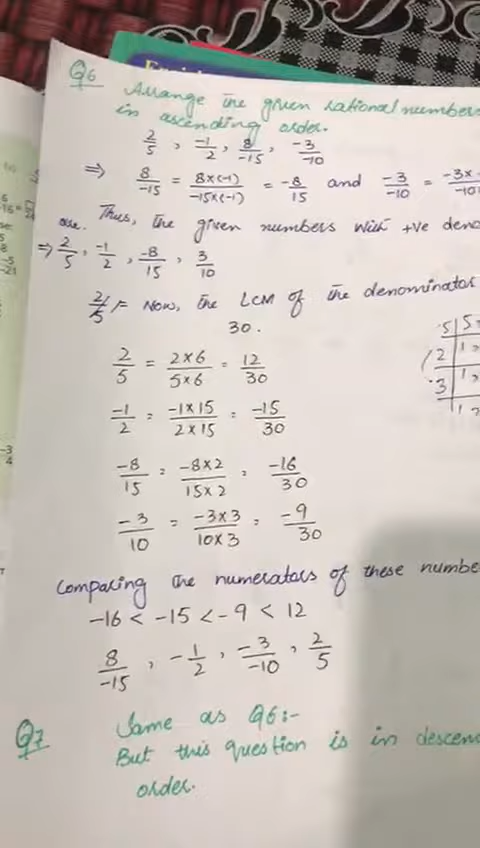 Q6 Arrange the given rational numbers
in ascending order.
2/5 , -1/2 , 8/-15 , -3/-10
⇒ 8/-15 = 8×(-1)/-15×(-1) = -8/15 and -3/-10 = -3×
are. Thus, the given numbers with +ve deno
⇒ 2/5 , -1/2 , -8/15 , 3/10
2/5 = Now, the LCM of the denominator
30.
2/5 = 2×6/5×6 = 12/30
-1/2 = -1×15/2×15 = -15/30
-8/15 = -8×2/15×2 = -16/30
-3/10 = -3×3/10×3 = -9/30
Comparing the numerators of these numbe
-16 < -15 < -9 < 12
8/-15 , -1/2 , -3/-10 , 2/5
Q7 Same as Q6:-
But this question is in descen
order.